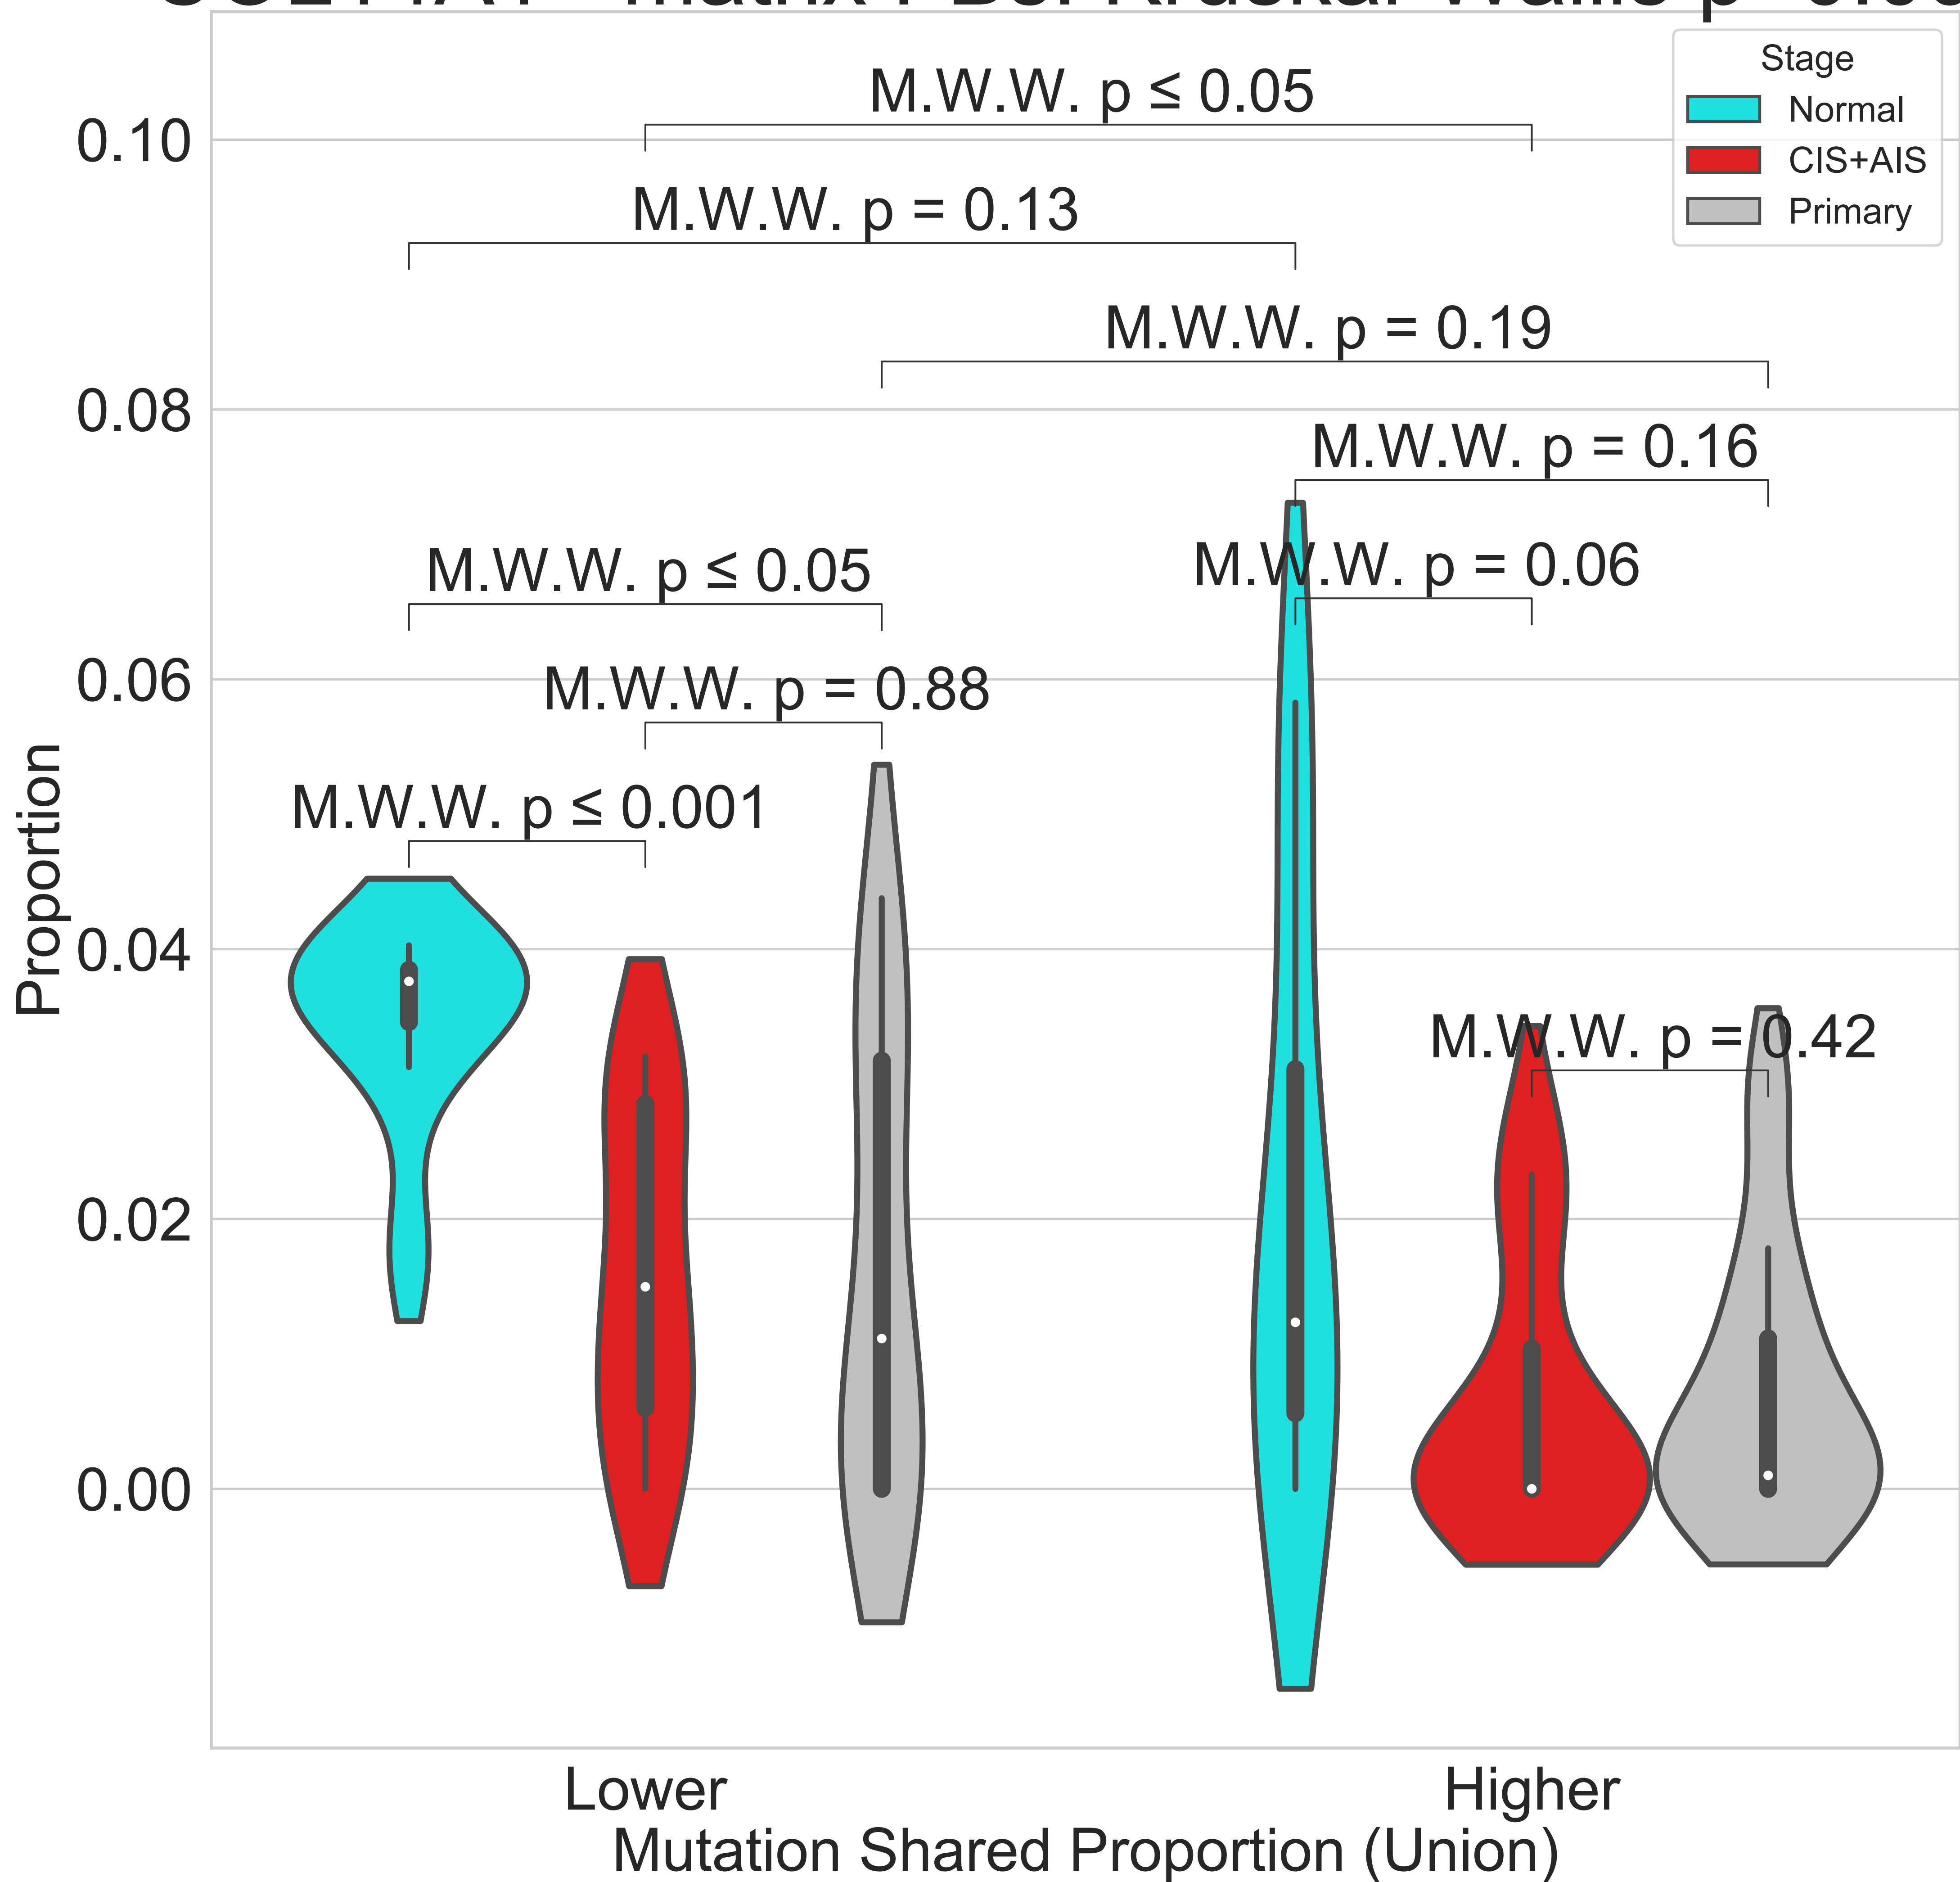 Stage
Normal
CIS+AIS
Primary
M.W.W. p ≤ 0.05
M.W.W. p = 0.13
M.W.W. p = 0.19
M.W.W. p = 0.16
M.W.W. p ≤ 0.05
M.W.W. p = 0.06
M.W.W. p = 0.88
M.W.W. p ≤ 0.001
M.W.W. p = 0.42
0.10
0.08
0.06
0.04
0.02
0.00
Proportion
Lower
Higher
Mutation Shared Proportion (Union)